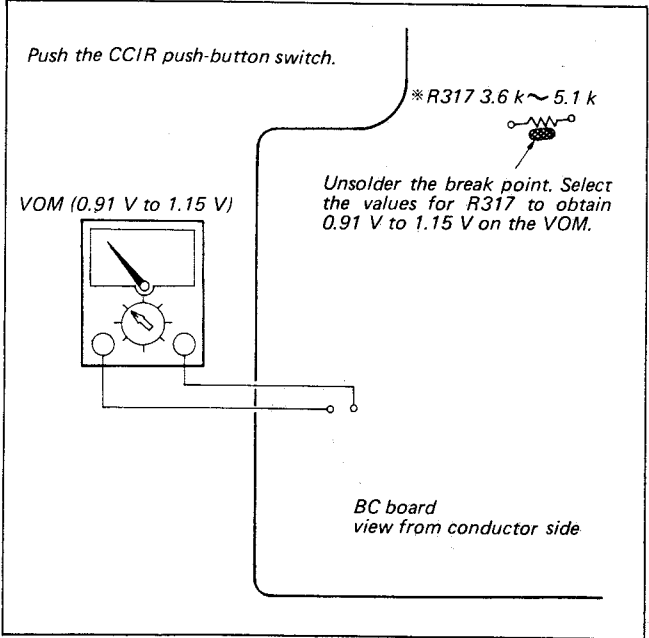 Push the CCIR push-button switch.
※R317 3.6 k～5.1 k
Unsolder the break point. Select
the values for R317 to obtain
0.91 V to 1.15 V on the VOM.
VOM (0.91 V to 1.15 V)
BC board
view from conductor side